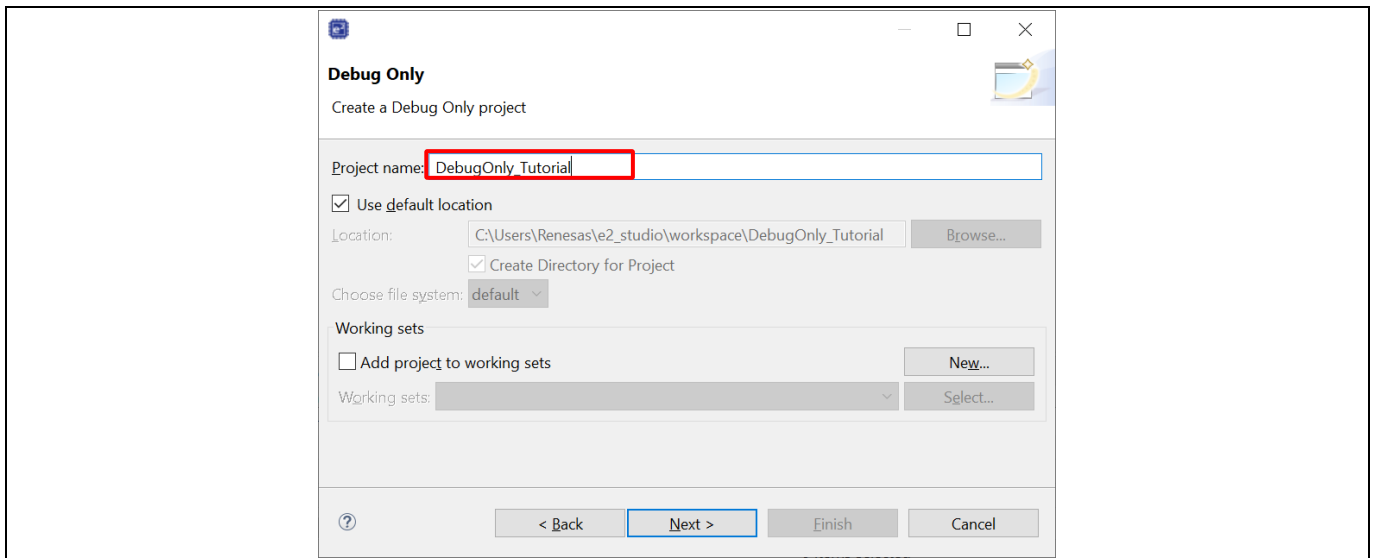 Debug Only
Create a Debug Only project
Project name: DebugOnly_Tutorial
Use default location
Location: C:\Users\Renesas\e2_studio\workspace\DebugOnly_Tutorial Browse...
Create Directory for Project
Choose file system: default
Working sets
Add project to working sets New...
Working sets: Select...
< Back Next > Finish Cancel